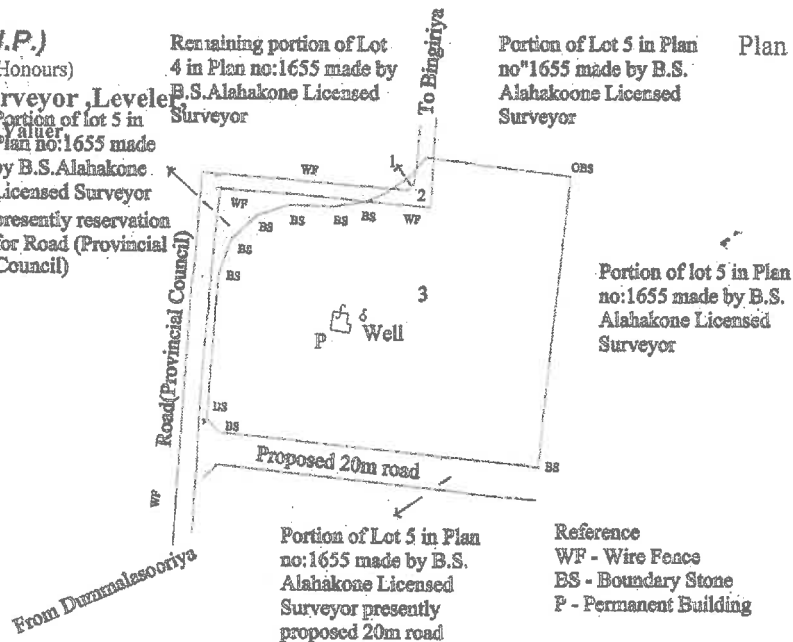 (Honours)
Surveyor ,Leveler,
Valuer
Portion of lot 5 in
Plan no:1655 made
by B.S.Alahakone
Licensed Surveyor
presently reservation
for Road (Provincial
Council)
Remaining portion of Lot
4 in Plan no:1655 made by
B.S.Alahakone Licensed
Surveyor
To Bingiriya
Portion of Lot 5 in Plan
no"1655 made by B.S.
Alahakoone Licensed
Surveyor
Plan
WF
1
2
OBS
WF
BS
BS
BS
BS
WF
BS
BS
Road(Provincial Council)
3
P
Well
Portion of lot 5 in Plan
no:1655 made by B.S.
Alahakone Licensed
Surveyor
BS
BS
Proposed 20m road
BS
WF
From Dummalasooriya
Portion of Lot 5 in Plan
no:1655 made by B.S.
Alahakone Licensed
Surveyor presently
proposed 20m road
Reference
WF - Wire Fence
BS - Boundary Stone
P - Permanent Building